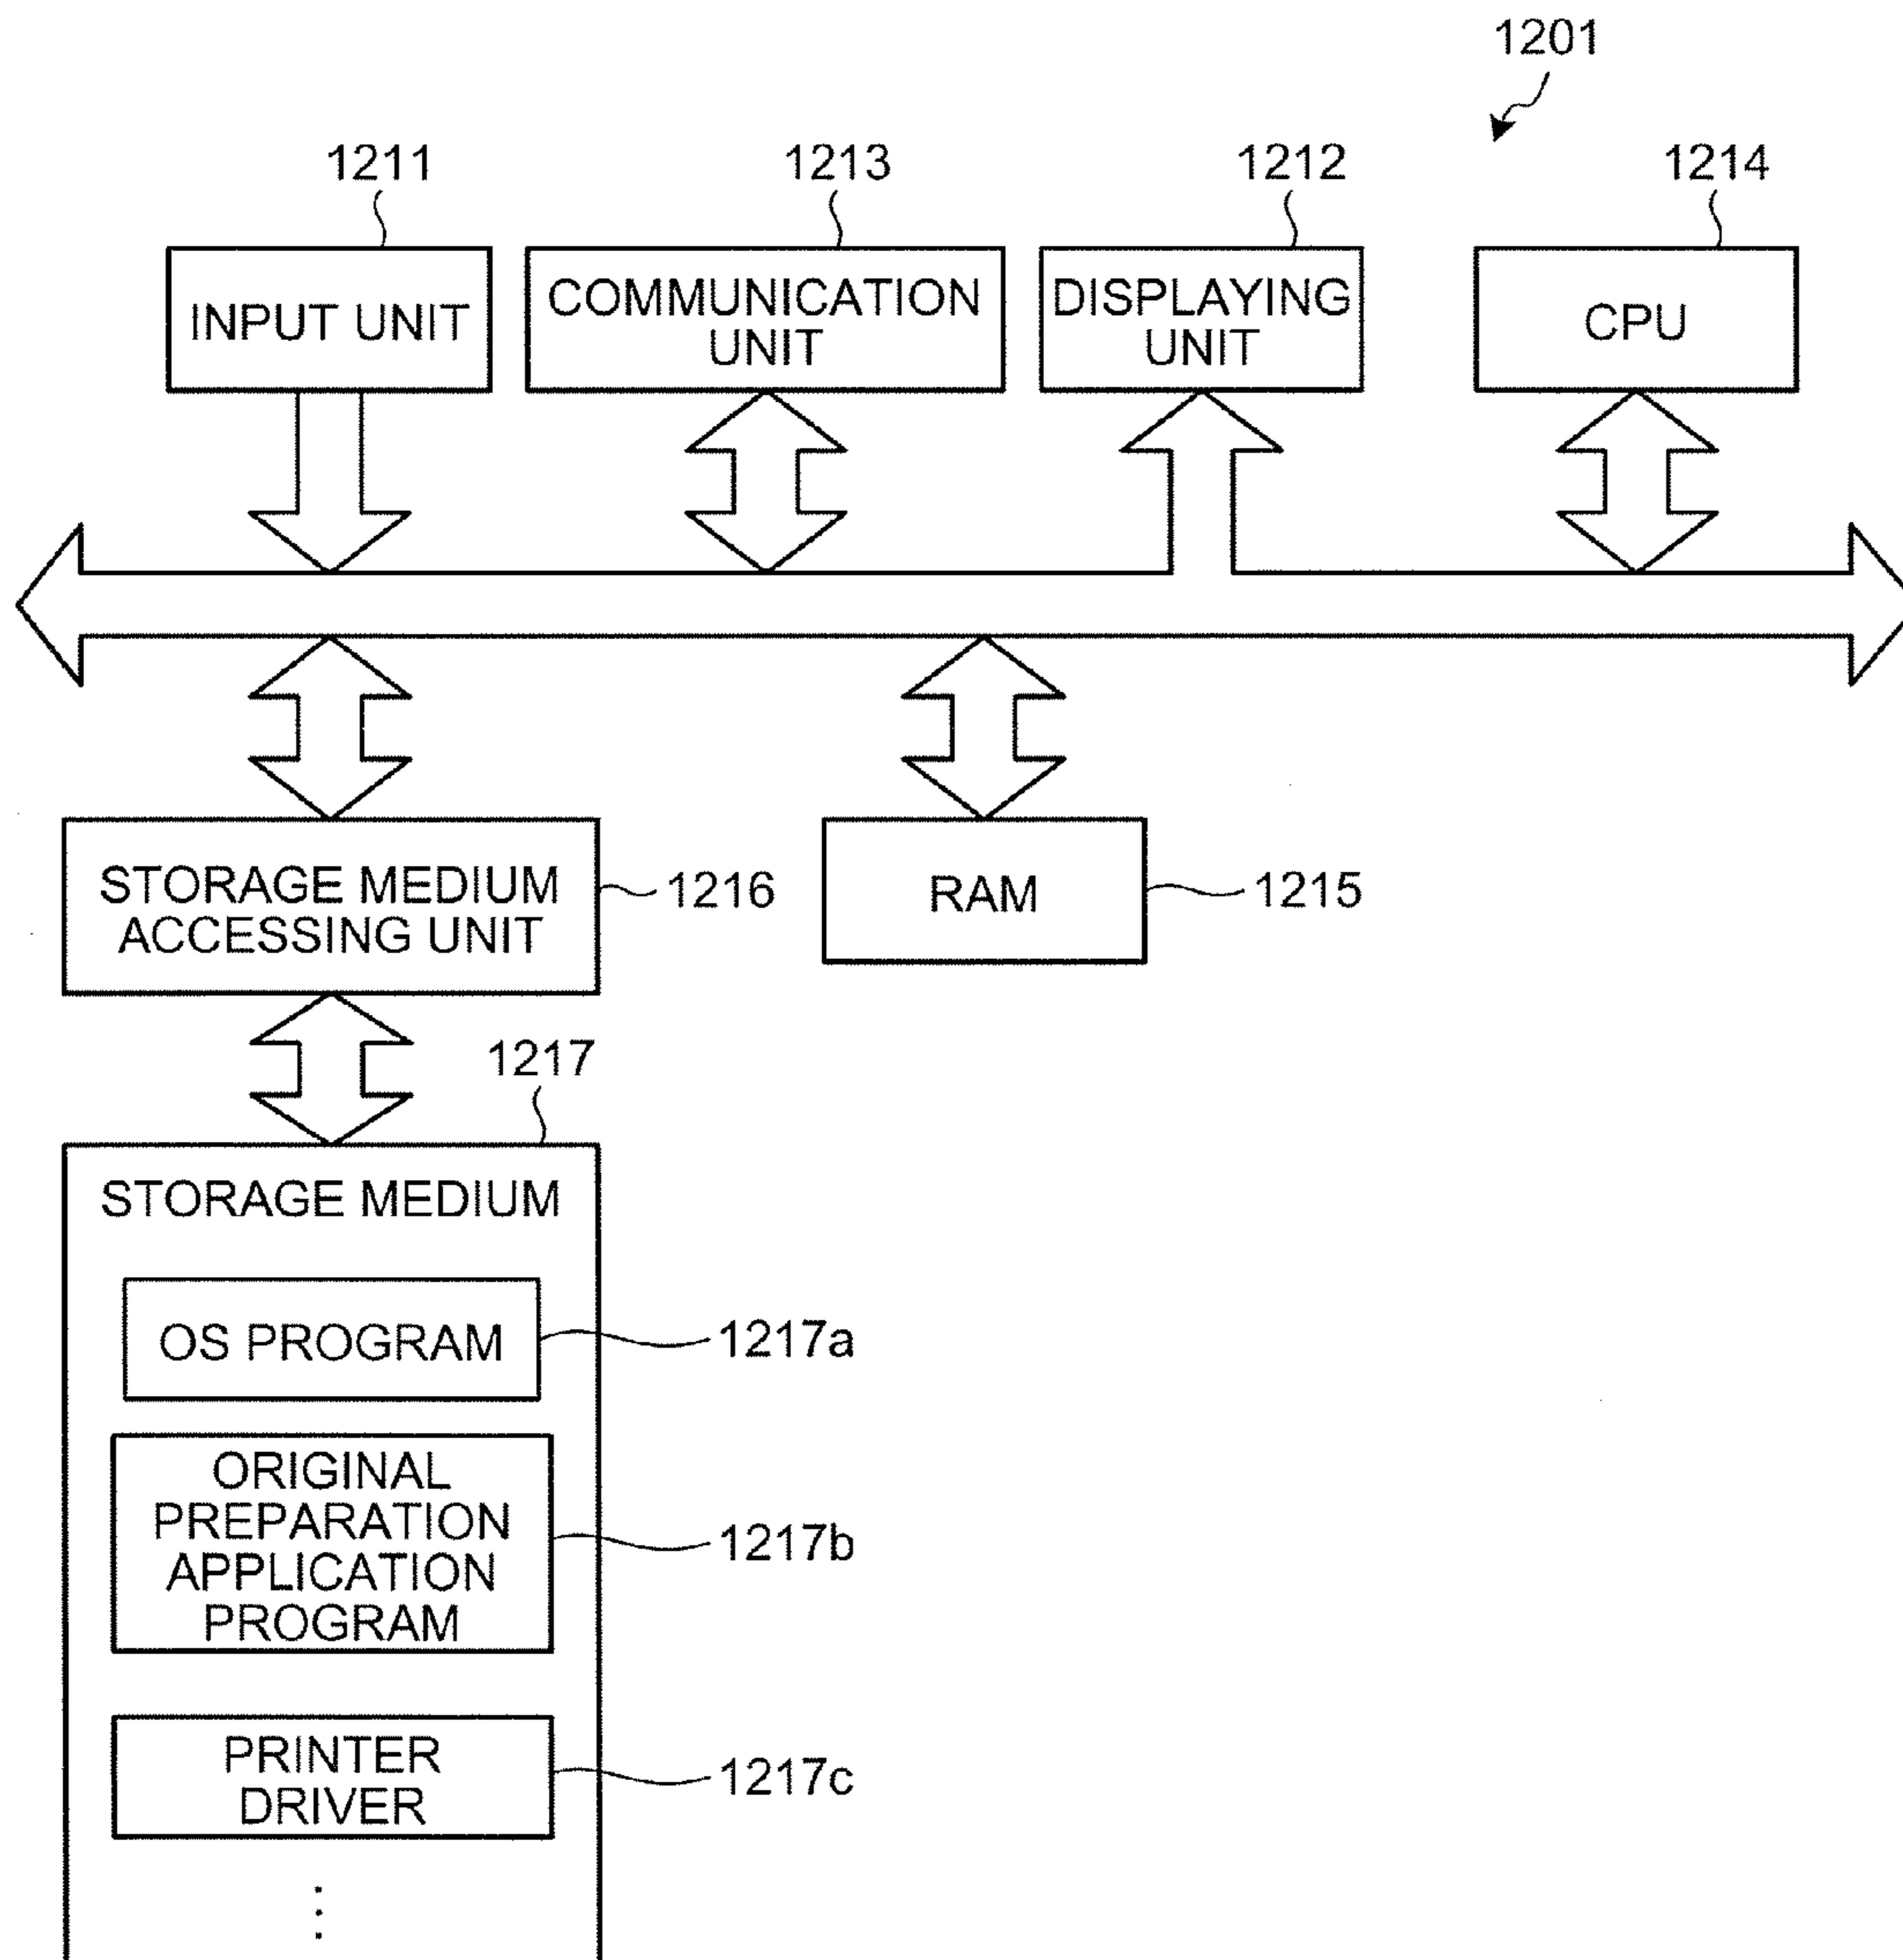 1201
1211
1213
1212
1214
INPUT UNIT
COMMUNICATION
UNIT
DISPLAYING
UNIT
CPU
STORAGE MEDIUM
ACCESSING UNIT
1216
RAM
1215
1217
STORAGE MEDIUM
OS PROGRAM
1217a
ORIGINAL
PREPARATION
APPLICATION
PROGRAM
1217b
PRINTER
DRIVER
1217c